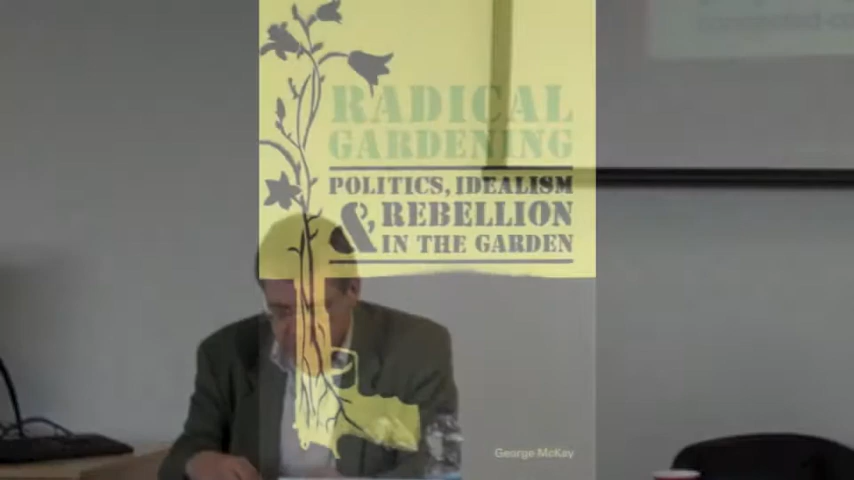 RADICAL
GARDENING
POLITICS, IDEALISM
& REBELLION
IN THE GARDEN
George McKay